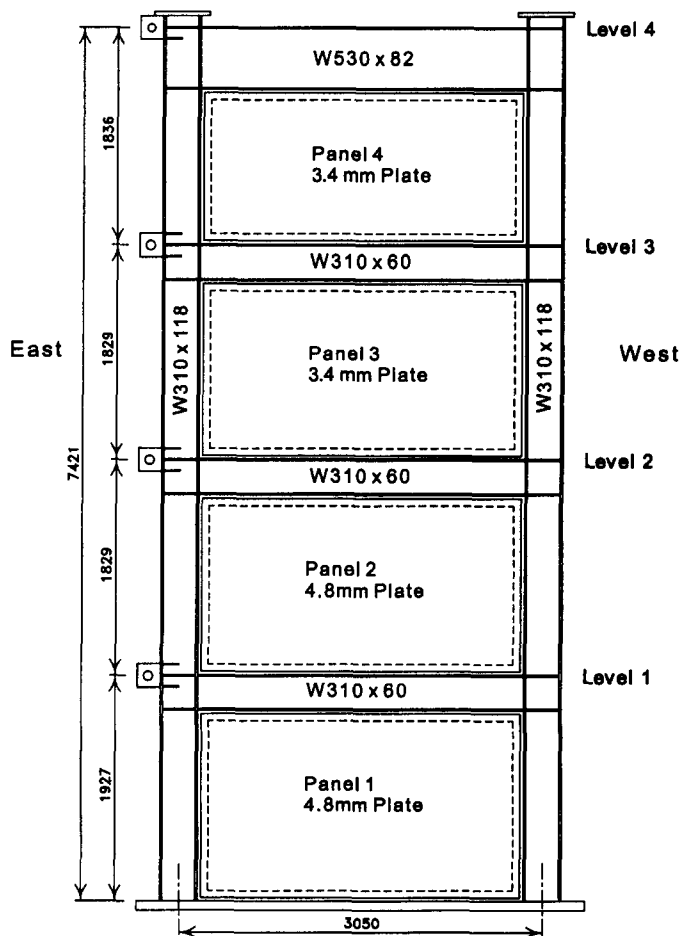 Level 4
W530 x 82
1836
Panel 4
3.4 mm Plate
Level 3
W310 x 60
East
1829
W310 x 118
Panel 3
3.4 mm Plate
W310 x 118
West
7421
Level 2
W310 x 60
1829
Panel 2
4.8mm Plate
Level 1
W310 x 60
1927
Panel 1
4.8mm Plate
3050